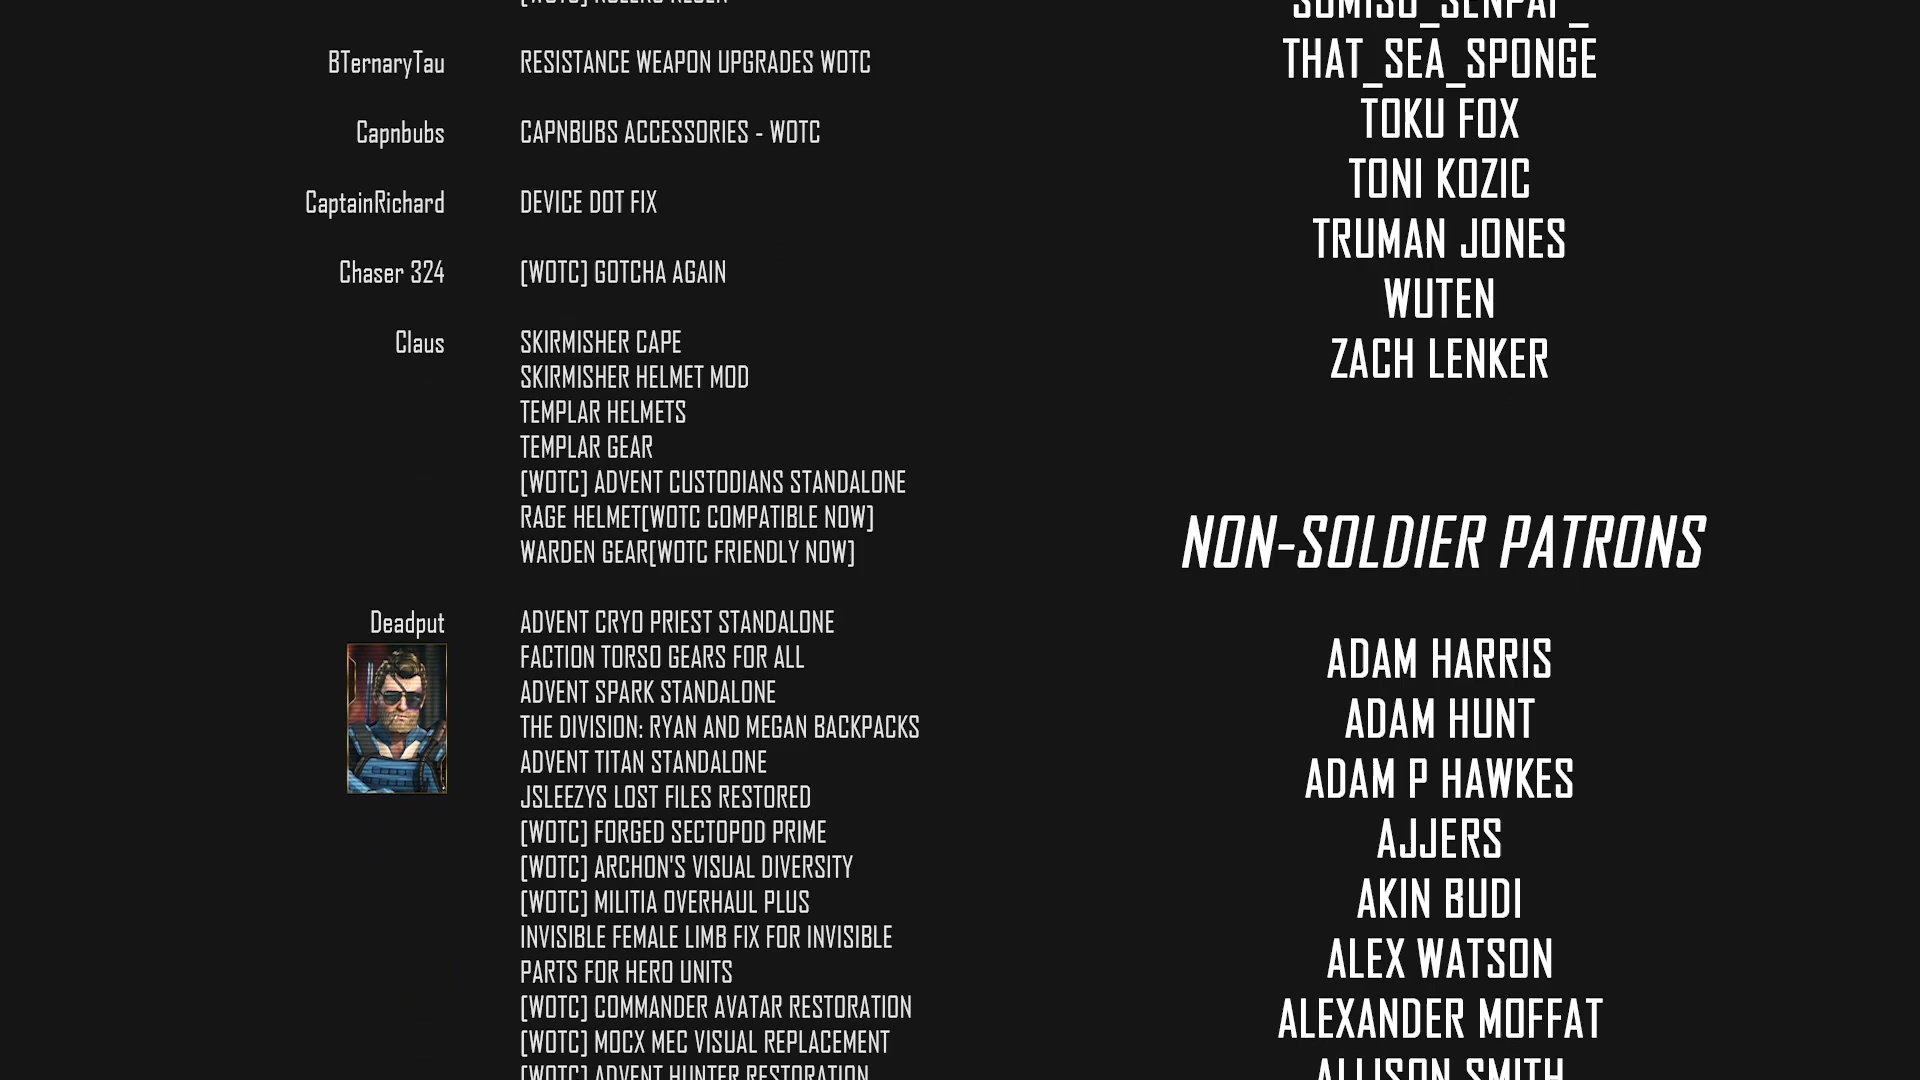 BTernaryTau RESISTANCE WEAPON UPGRADES WOTC
Capnbubs CAPNBUBS ACCESSORIES - WOTC
CaptainRichard DEVICE DOT FIX
Chaser 324 [WOTC] GOTCHA AGAIN
Claus SKIRMISHER CAPE
SKIRMISHER HELMET MOD
TEMPLAR HELMETS
TEMPLAR GEAR
[WOTC] ADVENT CUSTODIANS STANDALONE
RAGE HELMET[WOTC COMPATIBLE NOW]
WARDEN GEAR[WOTC FRIENDLY NOW]
Deadput ADVENT CRYO PRIEST STANDALONE
FACTION TORSO GEARS FOR ALL
ADVENT SPARK STANDALONE
THE DIVISION: RYAN AND MEGAN BACKPACKS
ADVENT TITAN STANDALONE
JSLEEZYS LOST FILES RESTORED
[WOTC] FORGED SECTOPOD PRIME
[WOTC] ARCHON'S VISUAL DIVERSITY
[WOTC] MILITIA OVERHAUL PLUS
INVISIBLE FEMALE LIMB FIX FOR INVISIBLE
PARTS FOR HERO UNITS
[WOTC] COMMANDER AVATAR RESTORATION
[WOTC] MOCX MEC VISUAL REPLACEMENT
[WOTC] ADVENT HUNTER RESTORATION
THAT_SEA_SPONGE
TOKU FOX
TONI KOZIC
TRUMAN JONES
WUTEN
ZACH LENKER
NON-SOLDIER PATRONS
ADAM HARRIS
ADAM HUNT
ADAM P HAWKES
AJJERS
AKIN BUDI
ALEX WATSON
ALEXANDER MOFFAT
ALLISON SMITH